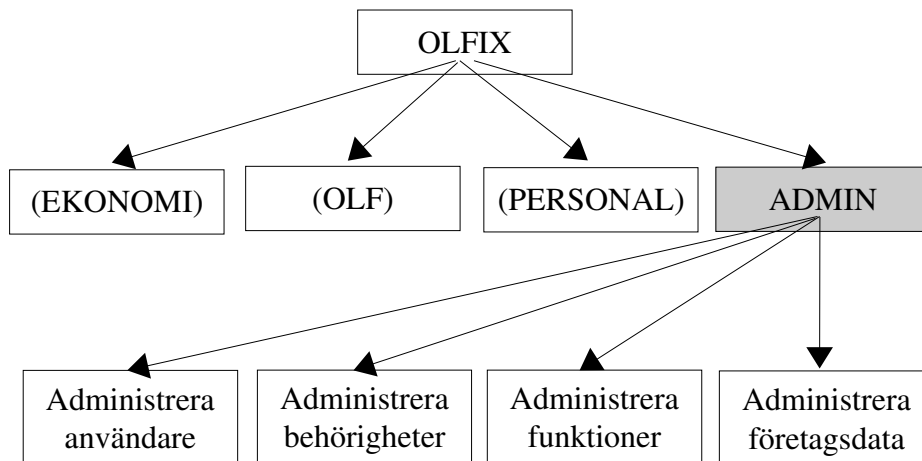 OLFIX
(EKONOMI)
(OLF)
(PERSONAL)
ADMIN
Administrera
användare
Administrera
behörigheter
Administrera
funktioner
Administrera
företagsdata